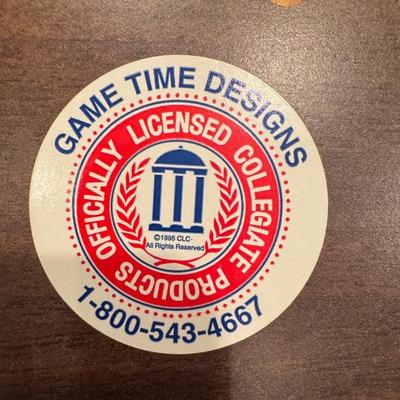 GAME TIME DESIGNS
OFFICIALLY LICENSED COLLEGIATE PRODUCTS
©1995 CLC-
All Rights Reserved
1-800-543-4667